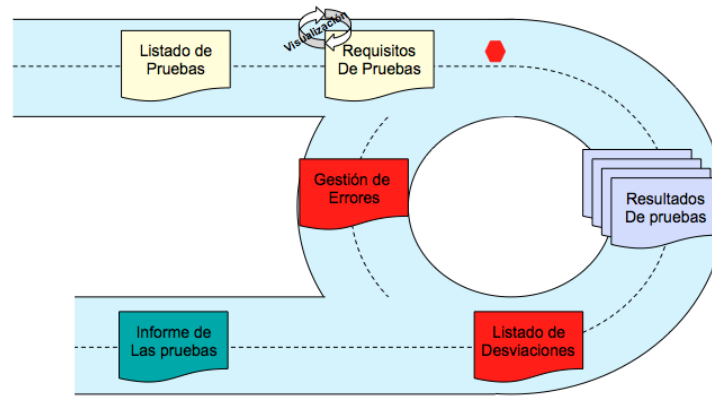 Visualización
Listado de
Pruebas
Requisitos
De Pruebas
Gestión de
Errores
Resultados
De pruebas
Informe de
Las pruebas
Listado de
Desviaciones